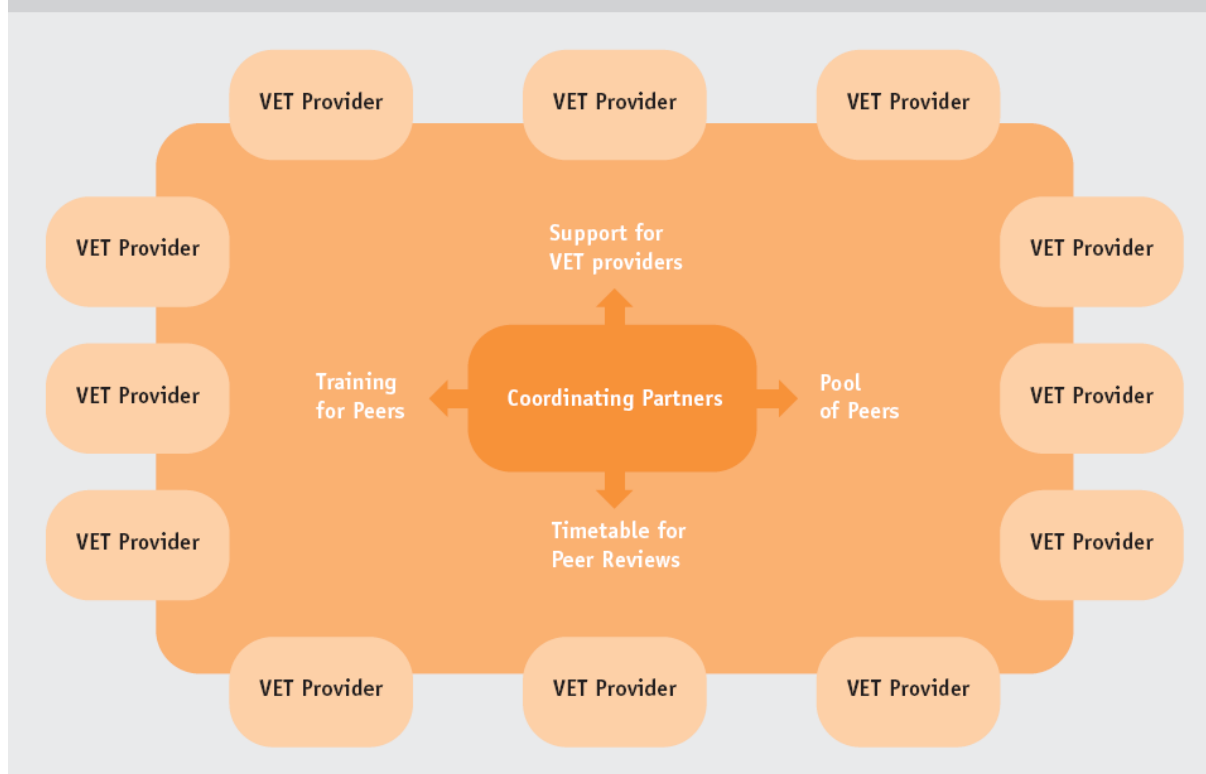 VET Provider
VET Provider
VET Provider
VET Provider
VET Provider
Support for
VET providers
VET Provider
VET Provider
Training
for Peers
Coordinating Partners
Pool
of Peers
VET Provider
VET Provider
Timetable for
Peer Reviews
VET Provider
VET Provider
VET Provider
VET Provider